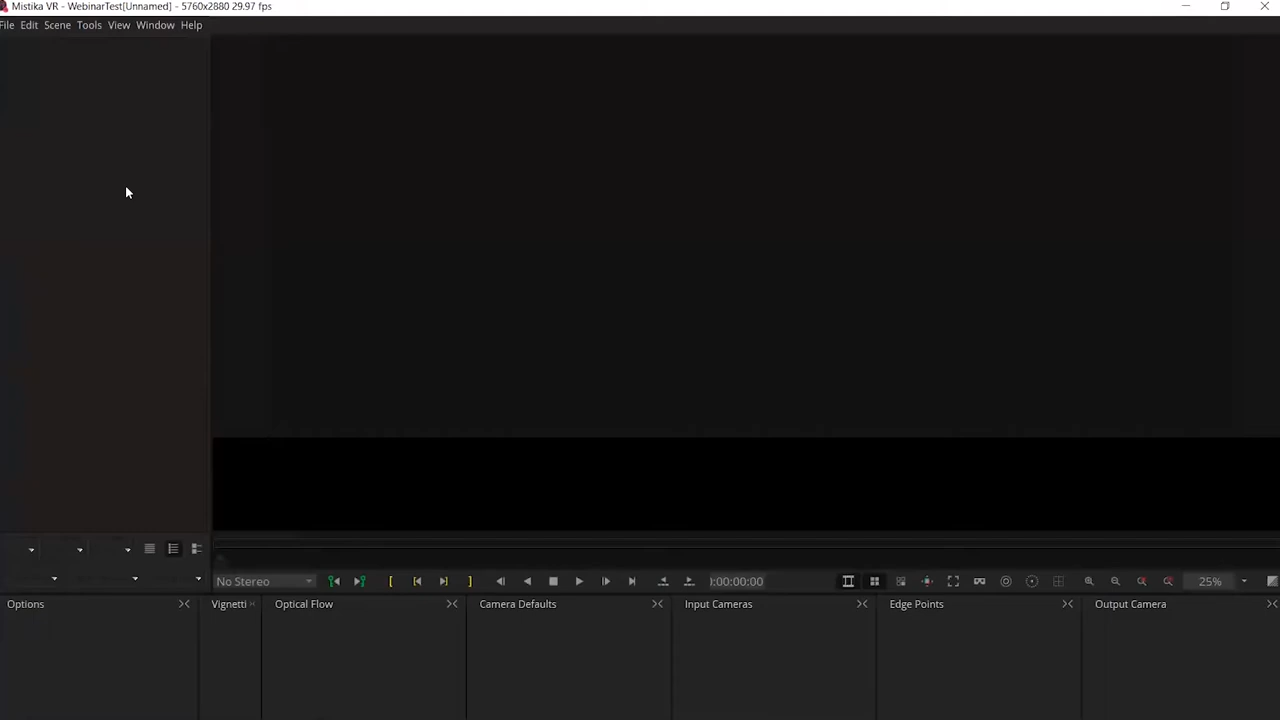 Mistika VR - WebinarTest[Unnamed] - 5760x2880 29.97 fps
File Edit Scene Tools View Window Help
No Stereo
):00:00:00
25%
Options
Vignetti
Optical Flow
Camera Defaults
Input Cameras
Edge Points
Output Camera